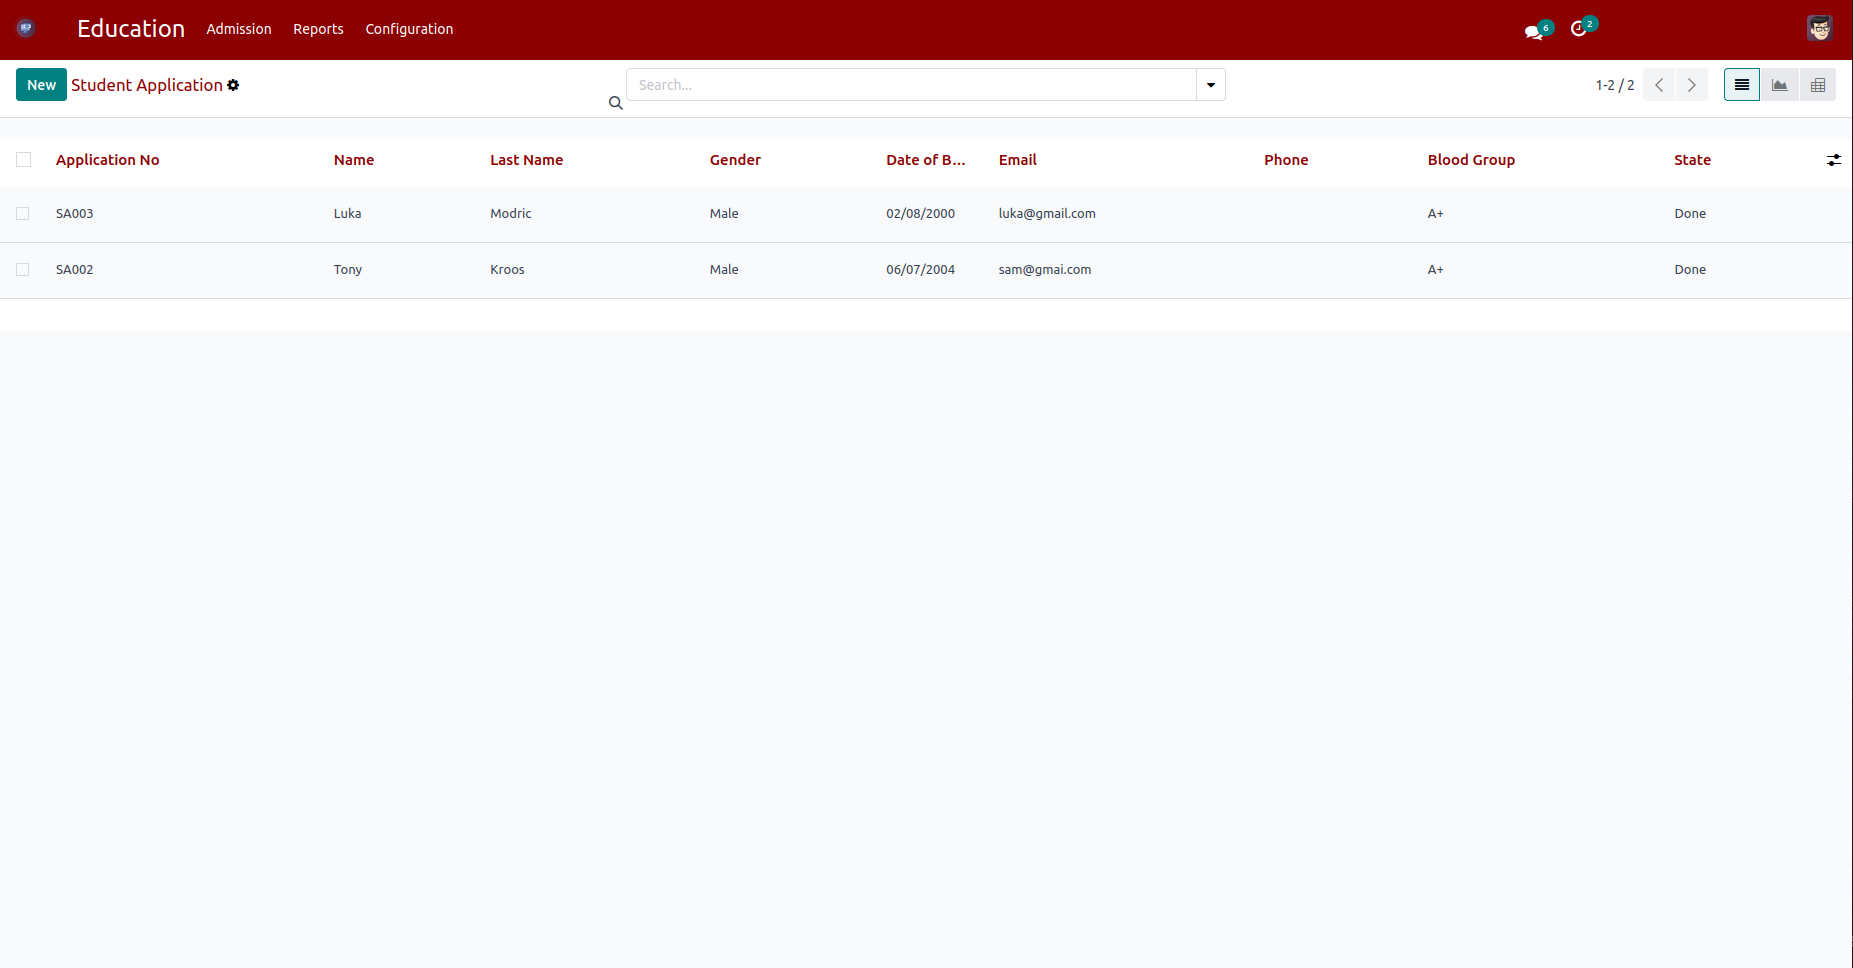 Education Admission Reports Configuration 6 2
New Student Application Search... 1-2 / 2
Application No Name Last Name Gender Date of B... Email Phone Blood Group State
SA003 Luka Modric Male 02/08/2000 luka@gmail.com A+ Done
SA002 Tony Kroos Male 06/07/2004 sam@gmai.com A+ Done